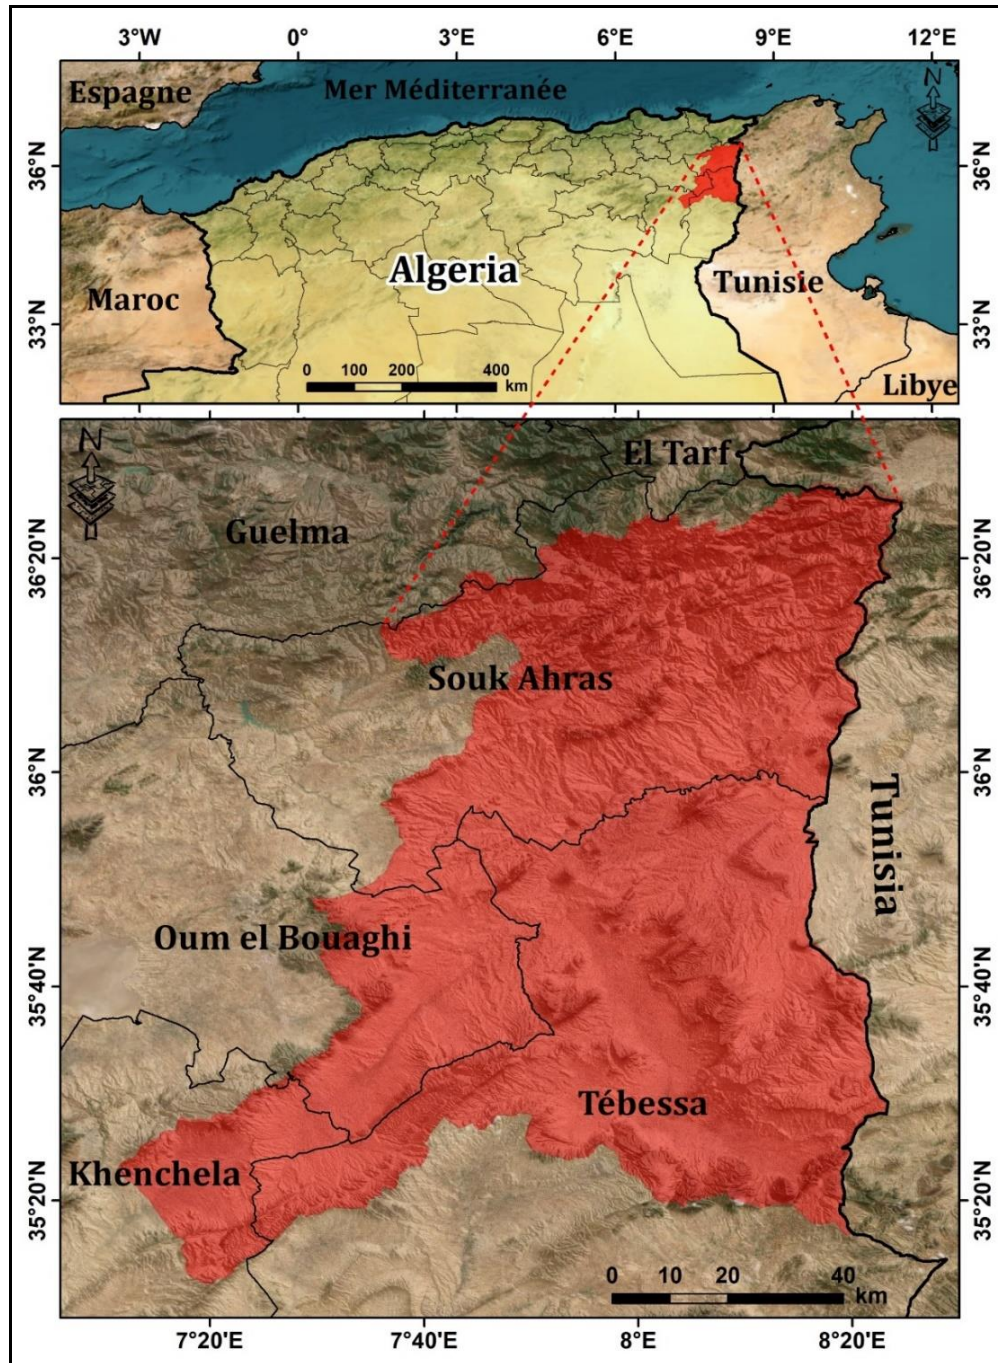 3°W 0° 3°E 6°E 9°E 12°E
Espagne
Mer Méditerranée
N
36°N
36°N
Algeria
Maroc
Tunisie
33°N
33°N
0 100 200 400
km
Libye
N
El Tarf
Guelma
36°20'N
36°20'N
Souk Ahras
36°N
36°N
Tunisia
Oum el Bouaghi
35°40'N
35°40'N
Tébessa
Khenchela
35°20'N
35°20'N
0 10 20 40
km
7°20'E 7°40'E 8°E 8°20'E